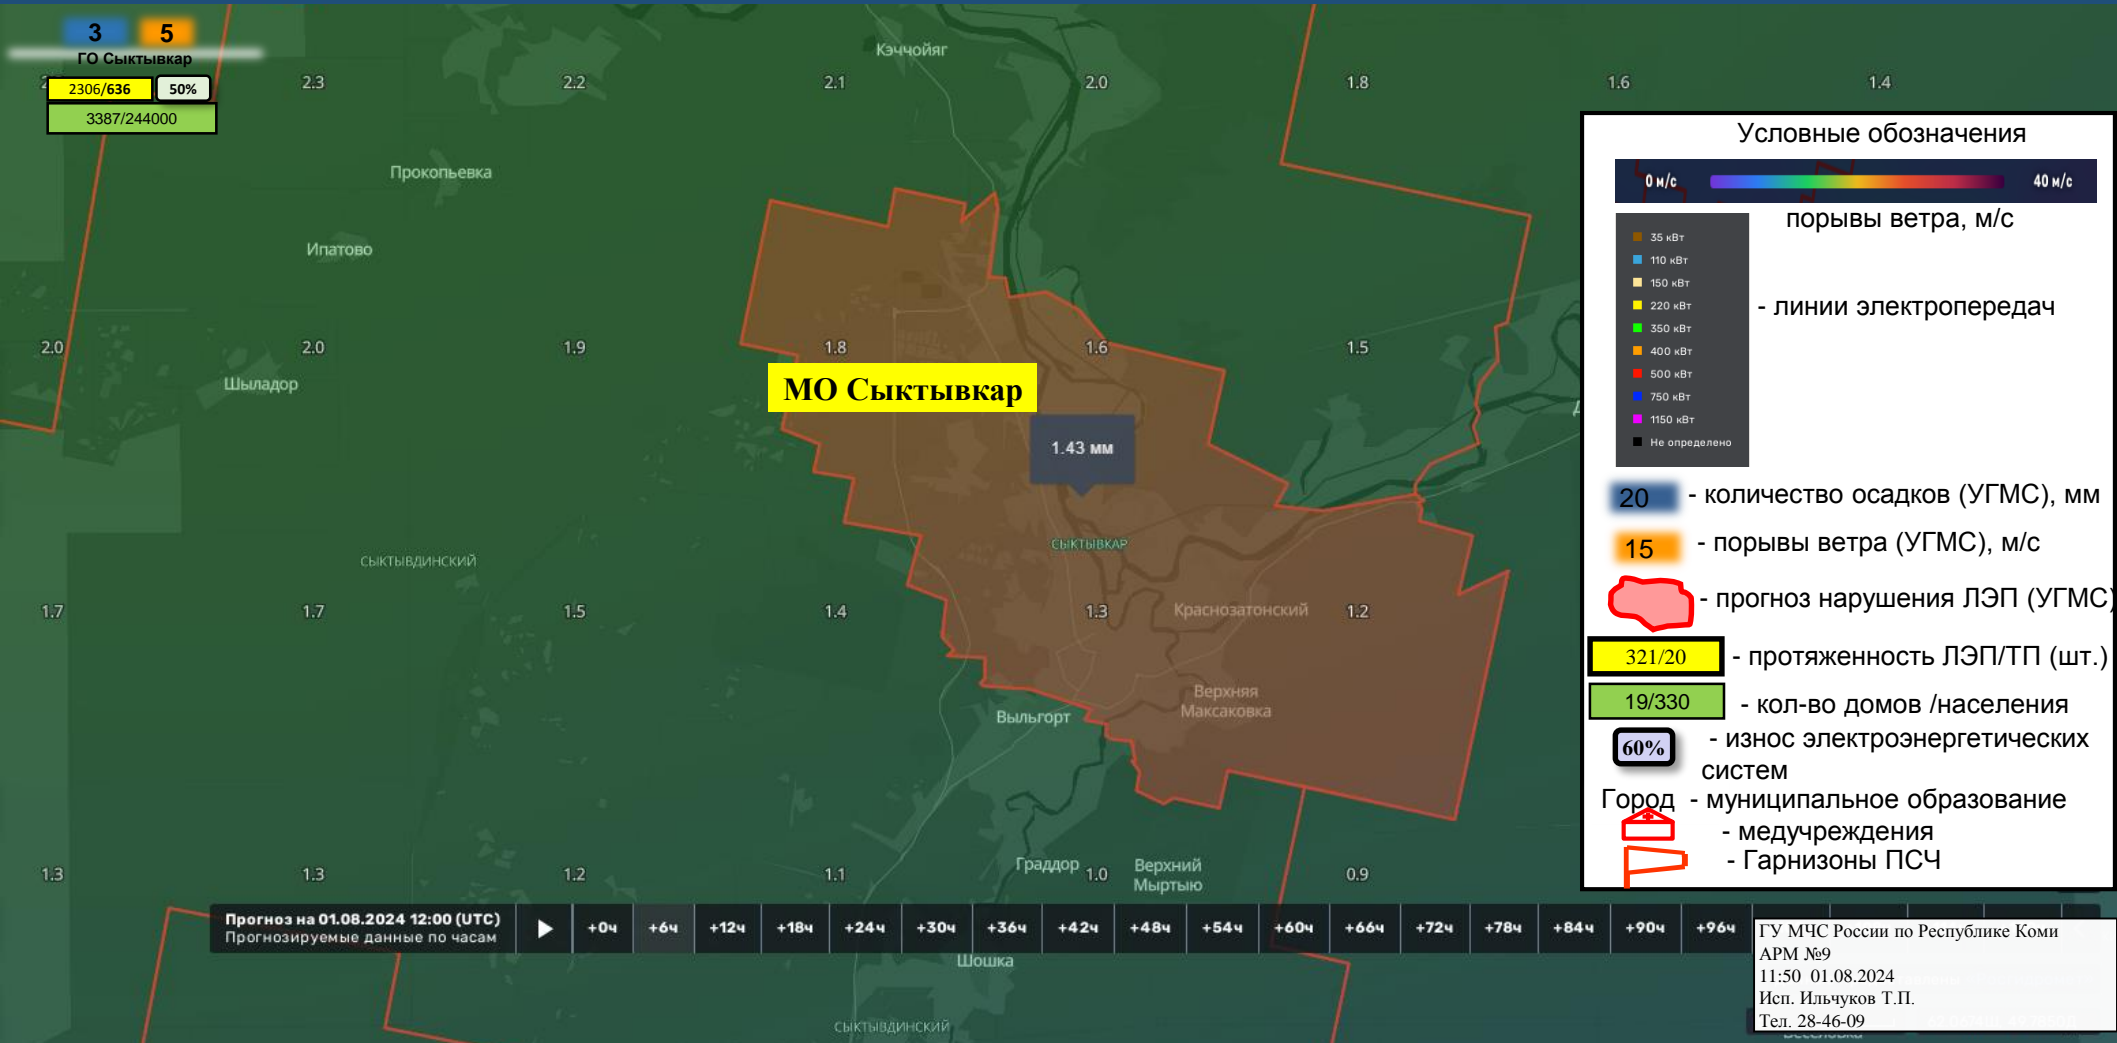 3 5
ГО Сыктывкар
2306/636 50%
3387/244000
Кэччойяг
2.3 2.2 2.1 2.0 1.8 1.6 1.4
Прокопьевка
Ипатово
2.0 2.0 1.9 1.8 1.6 1.5
Шыладор
МО Сыктывкар
1.43 мм
СЫКТЫВКАР
СЫКТЫВДИНСКИЙ
1.7 1.7 1.5 1.4 1.3 Краснозатонский 1.2
Верхняя
Максаковка
Выльгорт
1.3 1.3 1.2 1.1 Граддор 1.0 Верхний
Мыртыю
0.9
Прогноз на 01.08.2024 12:00 (UTC)
Прогнозируемые данные по часам
+0ч +6ч +12ч +18ч +24ч +30ч +36ч +42ч +48ч +54ч +60ч +66ч +72ч +78ч +84ч +90ч +96ч
Шошка
СЫКТЫВДИНСКИЙ
Условные обозначения
0 м/с 40 м/с
порывы ветра, м/с
35 кВт
110 кВт
150 кВт
220 кВт
350 кВт
400 кВт
500 кВт
750 кВт
1150 кВт
Не определено
- линии электропередач
20 - количество осадков (УГМС), мм
15 - порывы ветра (УГМС), м/с
- прогноз нарушения ЛЭП (УГМС)
321/20 - протяженность ЛЭП/ТП (шт.)
19/330 - кол-во домов /населения
60% - износ электроэнергетических
систем
Город - муниципальное образование
- медучреждения
- Гарнизоны ПСЧ
ГУ МЧС России по Республике Коми
АРМ №9
11:50 01.08.2024
Исп. Ильчуков Т.П.
Тел. 28-46-09